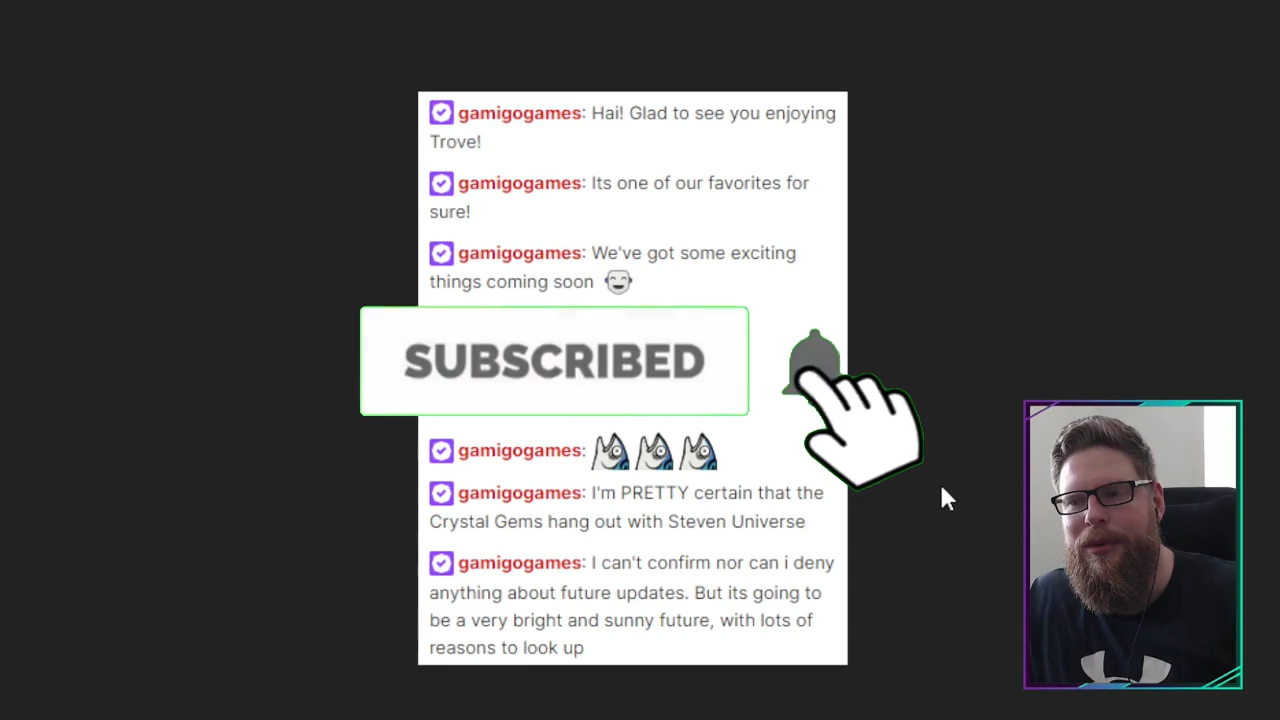 gamigogames: Hai! Glad to see you enjoying
Trove!
gamigogames: Its one of our favorites for
sure!
gamigogames: We've got some exciting
things coming soon
SUBSCRIBED
gamigogames:
gamigogames: I'm PRETTY certain that the
Crystal Gems hang out with Steven Universe
gamigogames: I can't confirm nor can i deny
anything about future updates. But its going to
be a very bright and sunny future, with lots of
reasons to look up